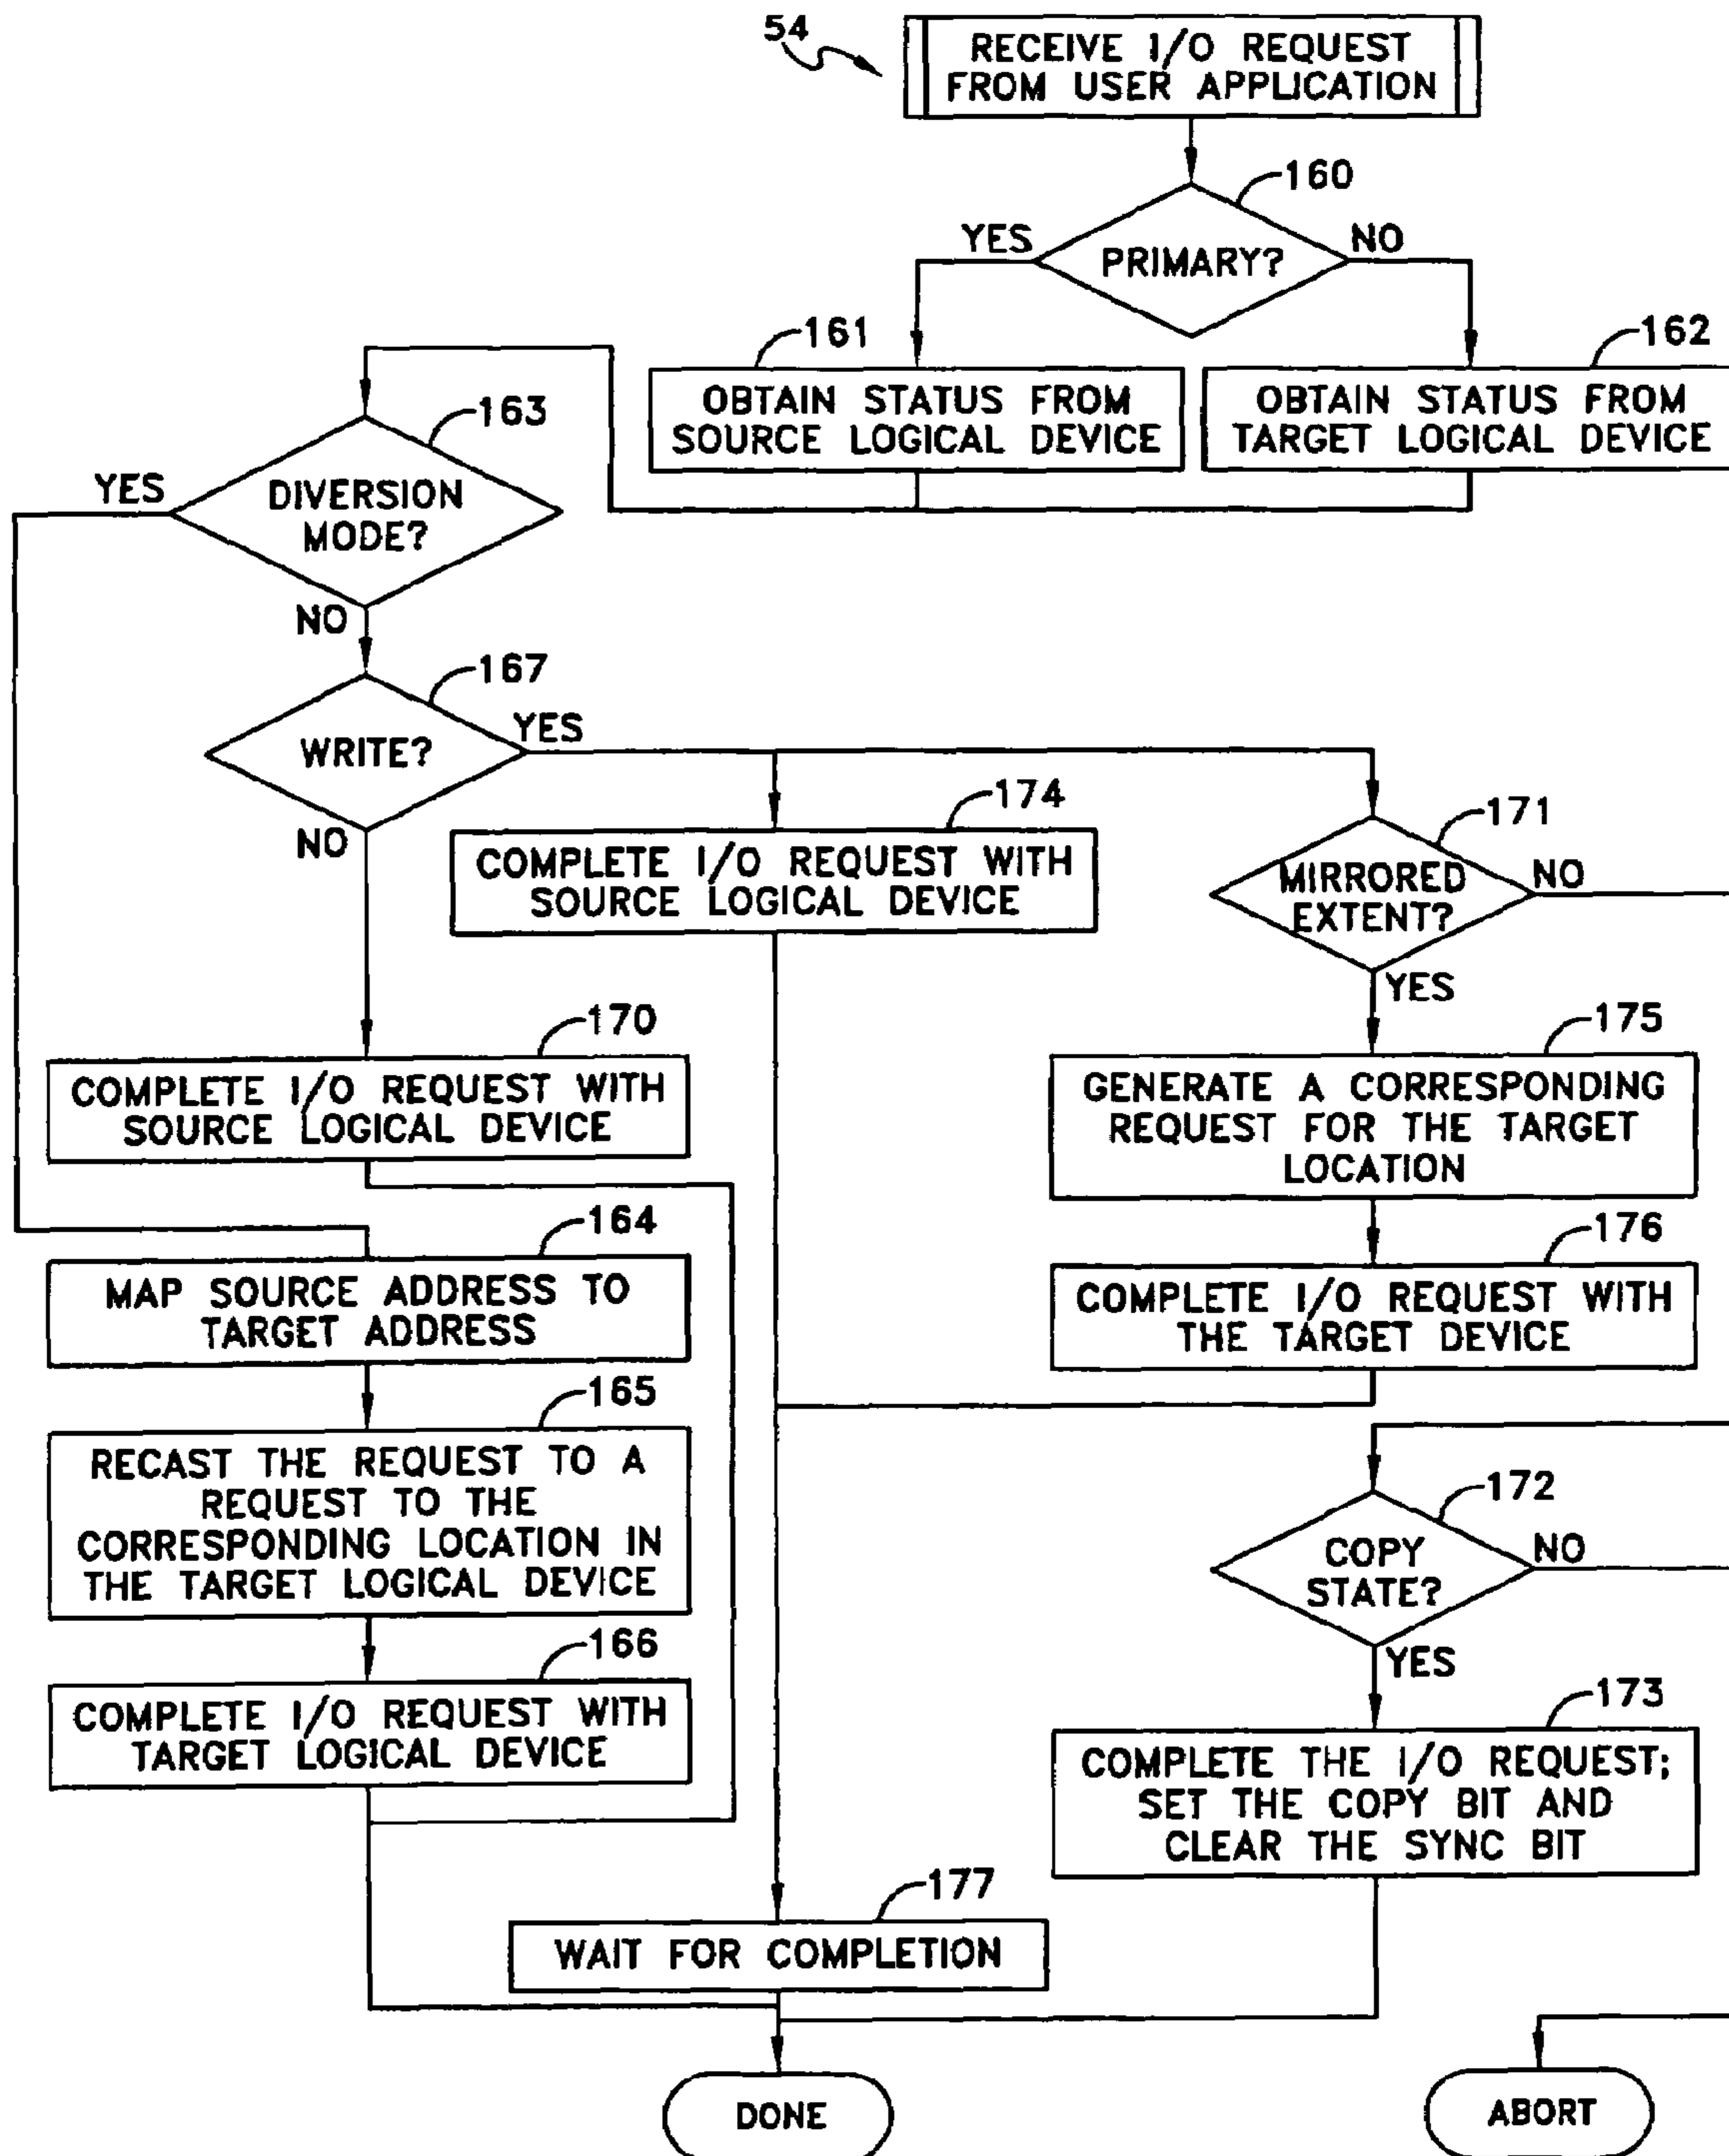 54
RECEIVE I/O REQUEST
FROM USER APPLICATION
160
YES
PRIMARY?
NO
161
OBTAIN STATUS FROM
SOURCE LOGICAL DEVICE
162
OBTAIN STATUS FROM
TARGET LOGICAL DEVICE
163
YES
DIVERSION
MODE?
NO
167
WRITE?
YES
NO
174
COMPLETE I/O REQUEST WITH
SOURCE LOGICAL DEVICE
171
MIRRORED
EXTENT?
NO
YES
170
COMPLETE I/O REQUEST WITH
SOURCE LOGICAL DEVICE
175
GENERATE A CORRESPONDING
REQUEST FOR THE TARGET
LOCATION
164
MAP SOURCE ADDRESS TO
TARGET ADDRESS
176
COMPLETE I/O REQUEST WITH
THE TARGET DEVICE
165
RECAST THE REQUEST TO A
REQUEST TO THE
CORRESPONDING LOCATION IN
THE TARGET LOGICAL DEVICE
172
COPY
STATE?
NO
YES
166
COMPLETE I/O REQUEST WITH
TARGET LOGICAL DEVICE
173
COMPLETE THE I/O REQUEST;
SET THE COPY BIT AND
CLEAR THE SYNC BIT
177
WAIT FOR COMPLETION
DONE
ABORT